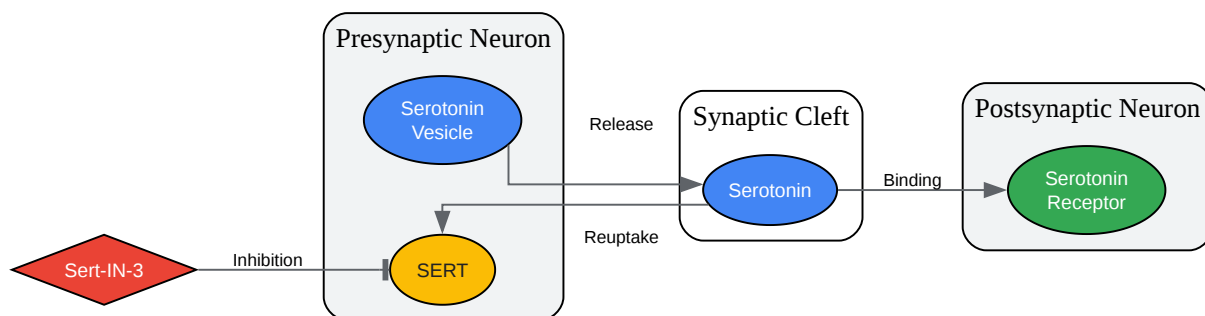 Presynaptic Neuron
Serotonin
Vesicle
Release
Synaptic Cleft
Serotonin
Binding
Postsynaptic Neuron
Serotonin
Receptor
Reuptake
Sert-IN-3
Inhibition
SERT